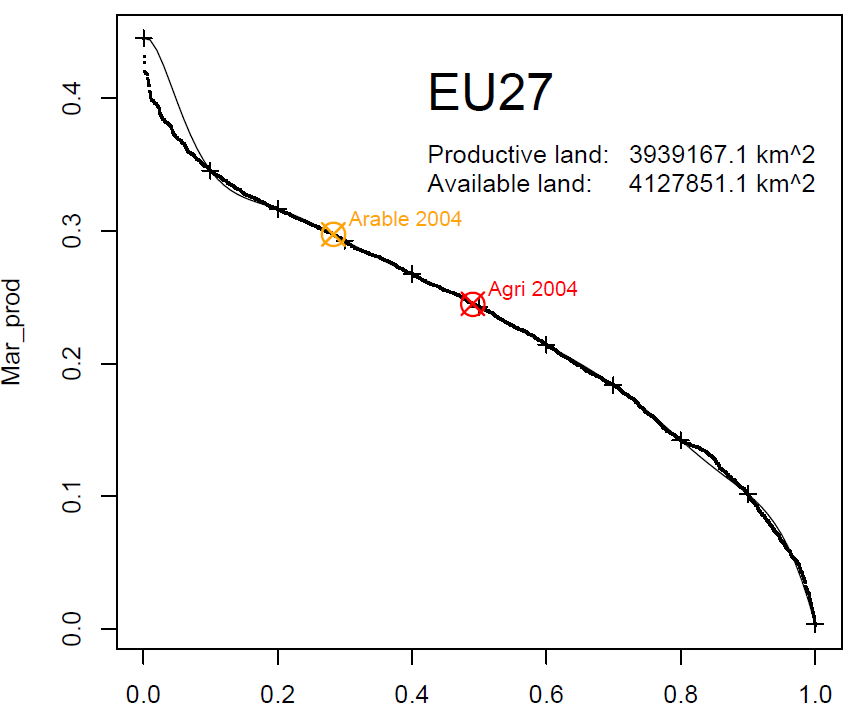 EU27
Productive land: 3939167.1 km^2
Available land: 4127851.1 km^2
Arable 2004
Agri 2004
Mar_prod
0.4
0.3
0.2
0.1
0.0
0.0 0.2 0.4 0.6 0.8 1.0